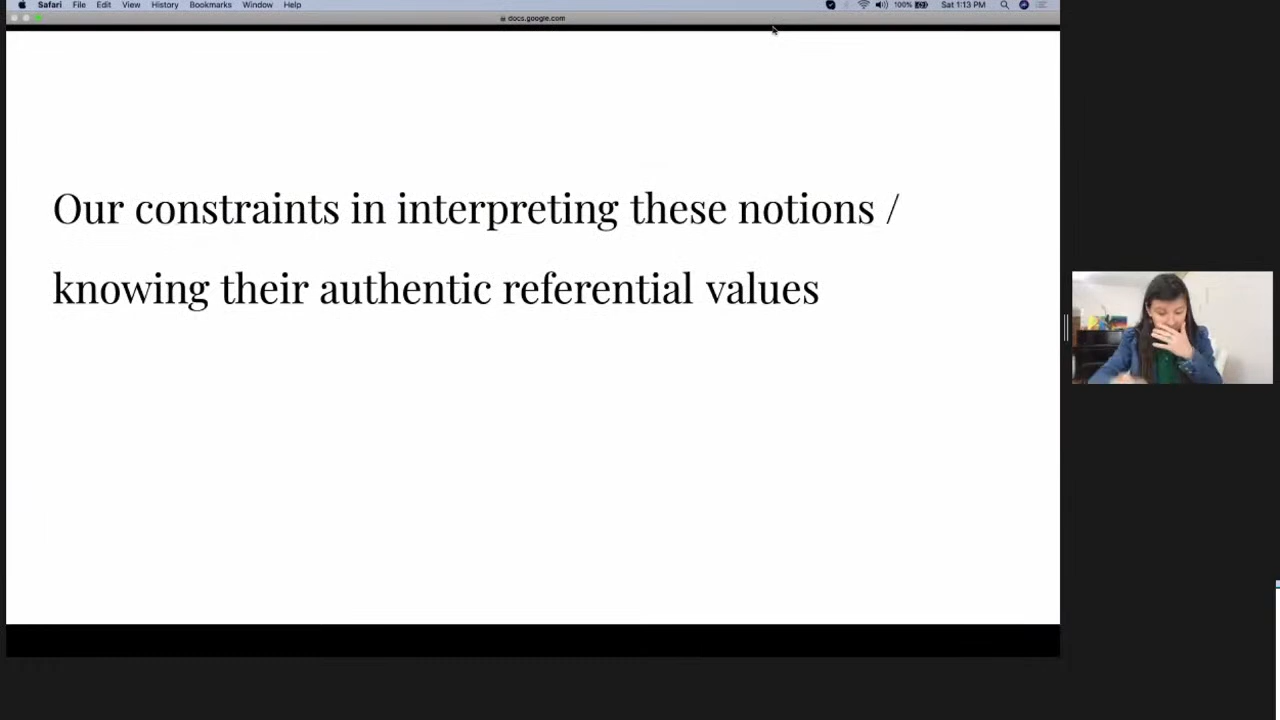 Safari File Edit View History Bookmarks Window Help 100% Sat 1:13 PM
docs.google.com
Our constraints in interpreting these notions /
knowing their authentic referential values